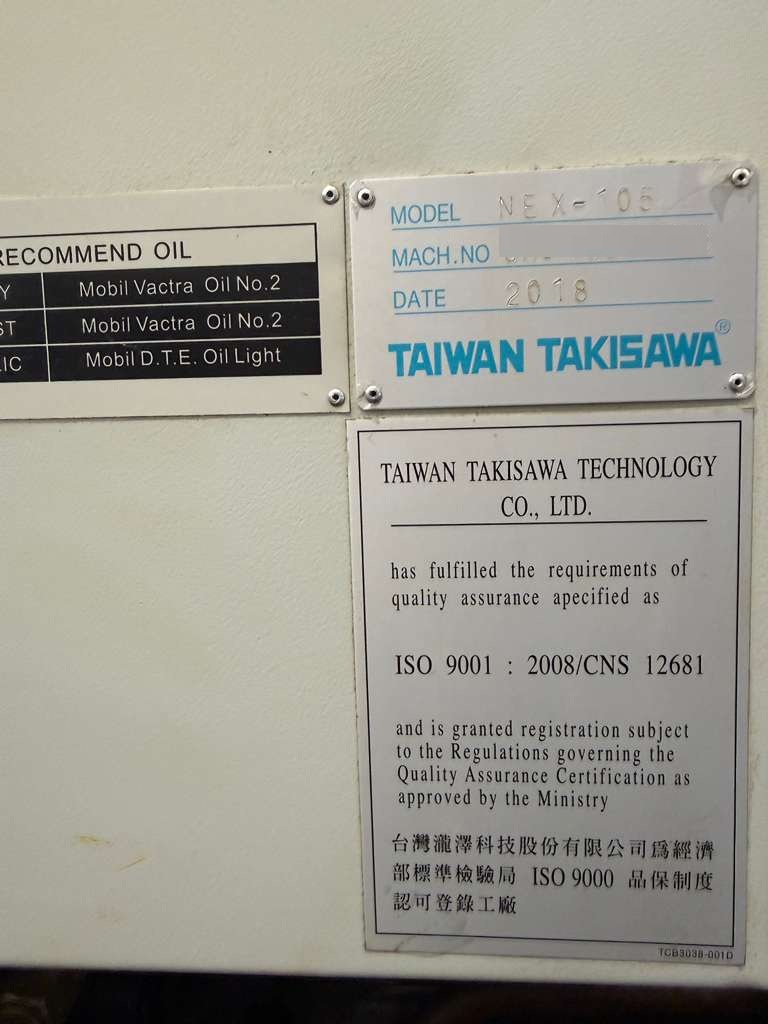 RECOMMEND OIL
Y Mobil Vactra Oil No.2
ST Mobil Vactra Oil No.2
LIC Mobil D.T.E. Oil Light
MODEL NEX-105
MACH.NO
DATE 2018
TAIWAN TAKISAWA®
TAIWAN TAKISAWA TECHNOLOGY
CO., LTD.
has fulfilled the requirements of
quality assurance apecified as
ISO 9001 : 2008/CNS 12681
and is granted registration subject
to the Regulations governing the
Quality Assurance Certification as
approved by the Ministry
台灣瀧澤科技股份有限公司爲經濟
部標準檢驗局 ISO 9000 品保制度
認可登錄工廠
TCB3038-001D